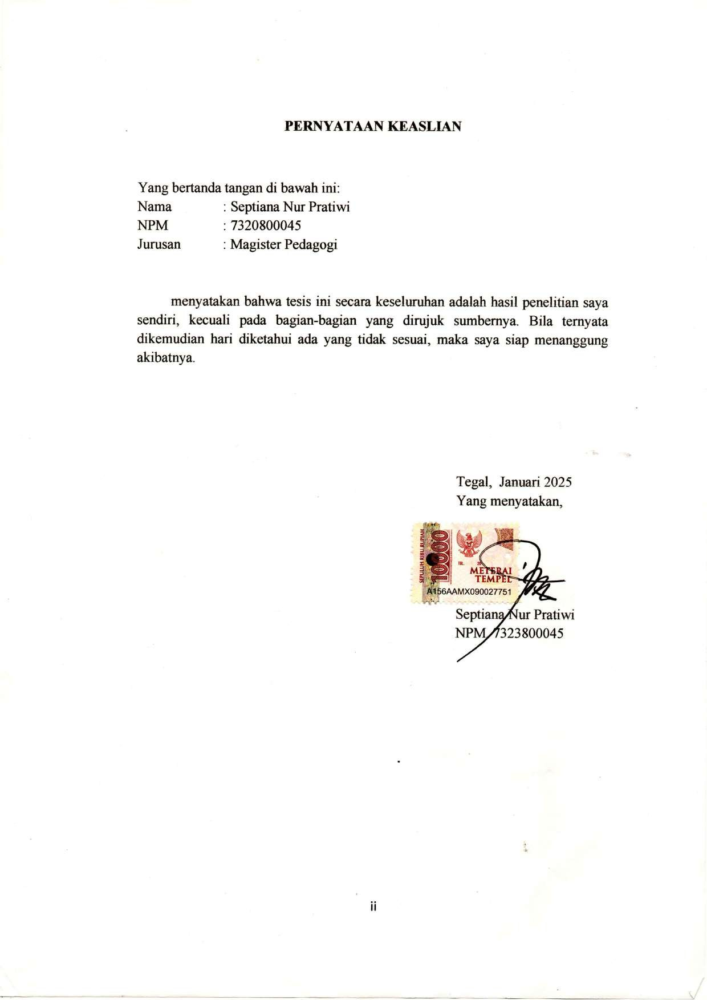 PERNYATAAN KEASLIAN
Yang bertanda tangan di bawah ini:
Nama : Septiana Nur Pratiwi
NPM : 7320800045
Jurusan : Magister Pedagogi
menyatakan bahwa tesis ini secara keseluruhan adalah hasil penelitian saya
sendiri, kecuali pada bagian-bagian yang dirujuk sumbernya. Bila ternyata
dikemudian hari diketahui ada yang tidak sesuai, maka saya siap menanggung
akibatnya.
Tegal, Januari 2025
Yang menyatakan,
SEPULUH RIBU RUPIAH
10000
TGL. 20
METERAI
TEMPEL
A156AAMX090027751
Septiana Nur Pratiwi
NPM. 7323800045
ii